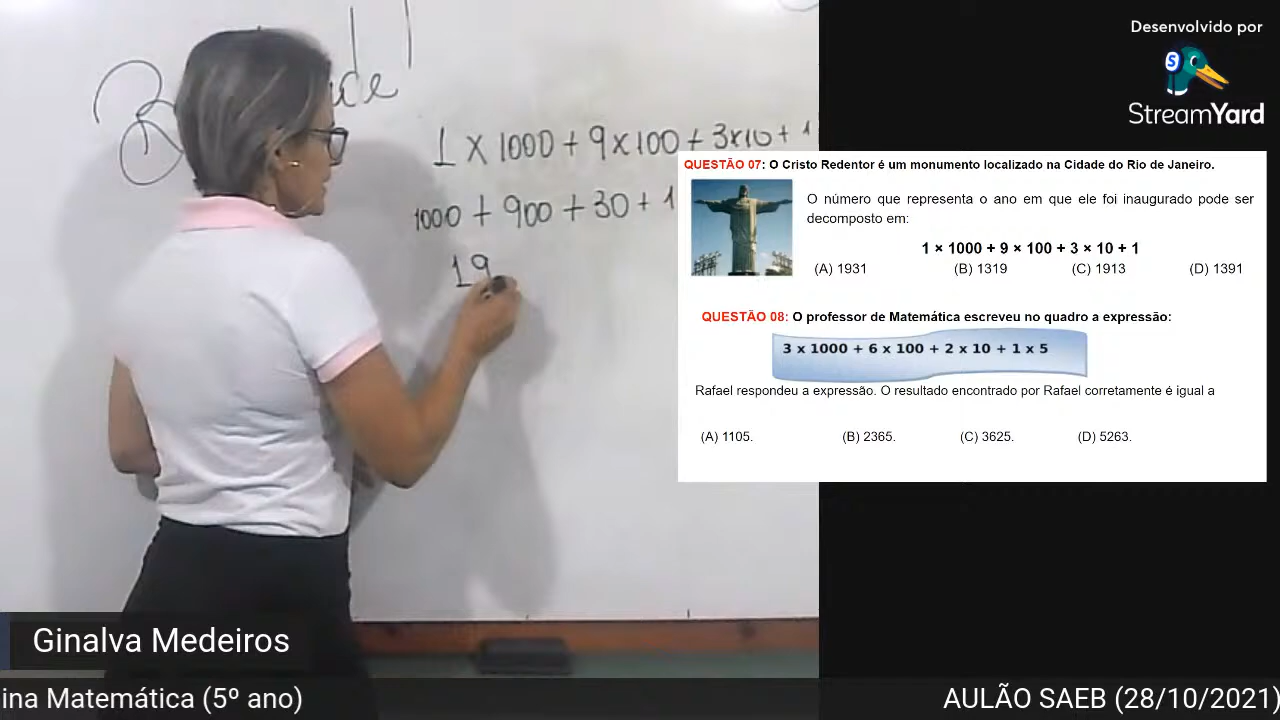 Desenvolvido por
StreamYard
1 x 1000 + 9 x 100 + 3x10 + 1
1000 + 900 + 30 + 1
19
QUESTÃO 07: O Cristo Redentor é um monumento localizado na Cidade do Rio de Janeiro.
O número que representa o ano em que ele foi inaugurado pode ser
decomposto em:
1 × 1000 + 9 × 100 + 3 × 10 + 1
(A) 1931 (B) 1319 (C) 1913 (D) 1391
QUESTÃO 08: O professor de Matemática escreveu no quadro a expressão:
3 x 1000 + 6 x 100 + 2 x 10 + 1 x 5
Rafael respondeu a expressão. O resultado encontrado por Rafael corretamente é igual a
(A) 1105. (B) 2365. (C) 3625. (D) 5263.
Ginalva Medeiros
ina Matemática (5º ano)
AULÃO SAEB (28/10/2021)